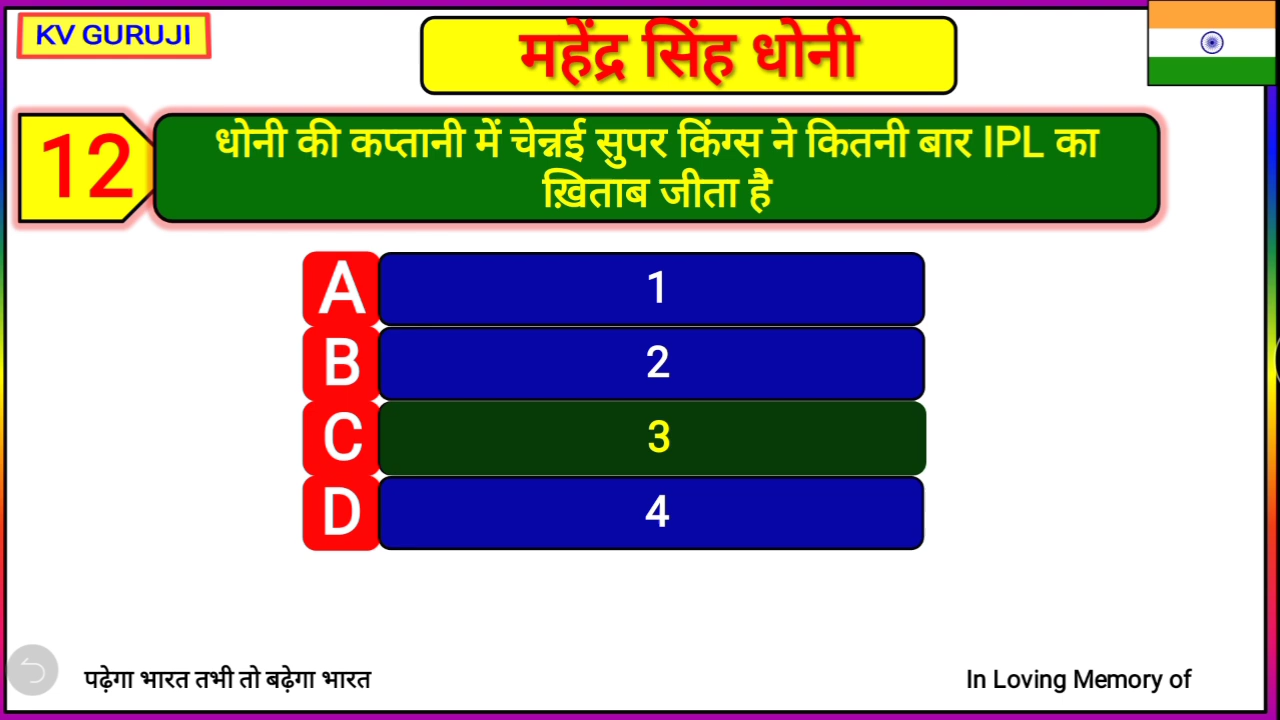 KV GURUJI
महेंद्र सिंह धोनी
12
धोनी की कप्तानी में चेन्नई सुपर किंग्स ने कितनी बार IPL का
ख़िताब जीता है
A 1
B 2
C 3
D 4
पढ़ेगा भारत तभी तो बढ़ेगा भारत
In Loving Memory of